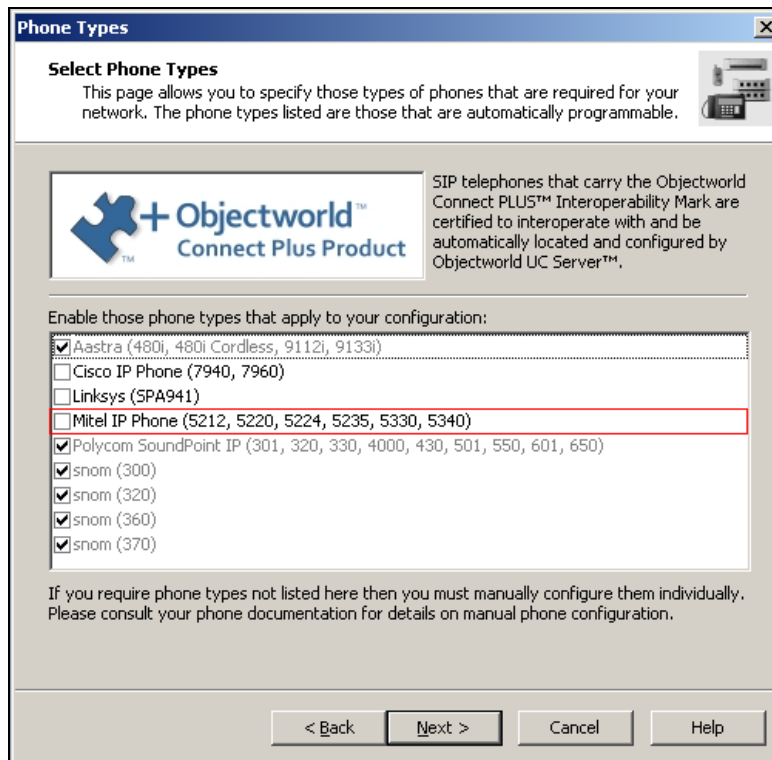 Phone Types
Select Phone Types
This page allows you to specify those types of phones that are required for your
network. The phone types listed are those that are automatically programmable.
+ Objectworld™
Connect Plus Product
TM
SIP telephones that carry the Objectworld
Connect PLUS™ Interoperability Mark are
certified to interoperate with and be
automatically located and configured by
Objectworld UC Server™.
Enable those phone types that apply to your configuration:
Aastra (480i, 480i Cordless, 9112i, 9133i)
Cisco IP Phone (7940, 7960)
Linksys (SPA941)
Mitel IP Phone (5212, 5220, 5224, 5235, 5330, 5340)
Polycom SoundPoint IP (301, 320, 330, 4000, 430, 501, 550, 601, 650)
snom (300)
snom (320)
snom (360)
snom (370)
If you require phone types not listed here then you must manually configure them individually.
Please consult your phone documentation for details on manual phone configuration.
< Back
Next >
Cancel
Help